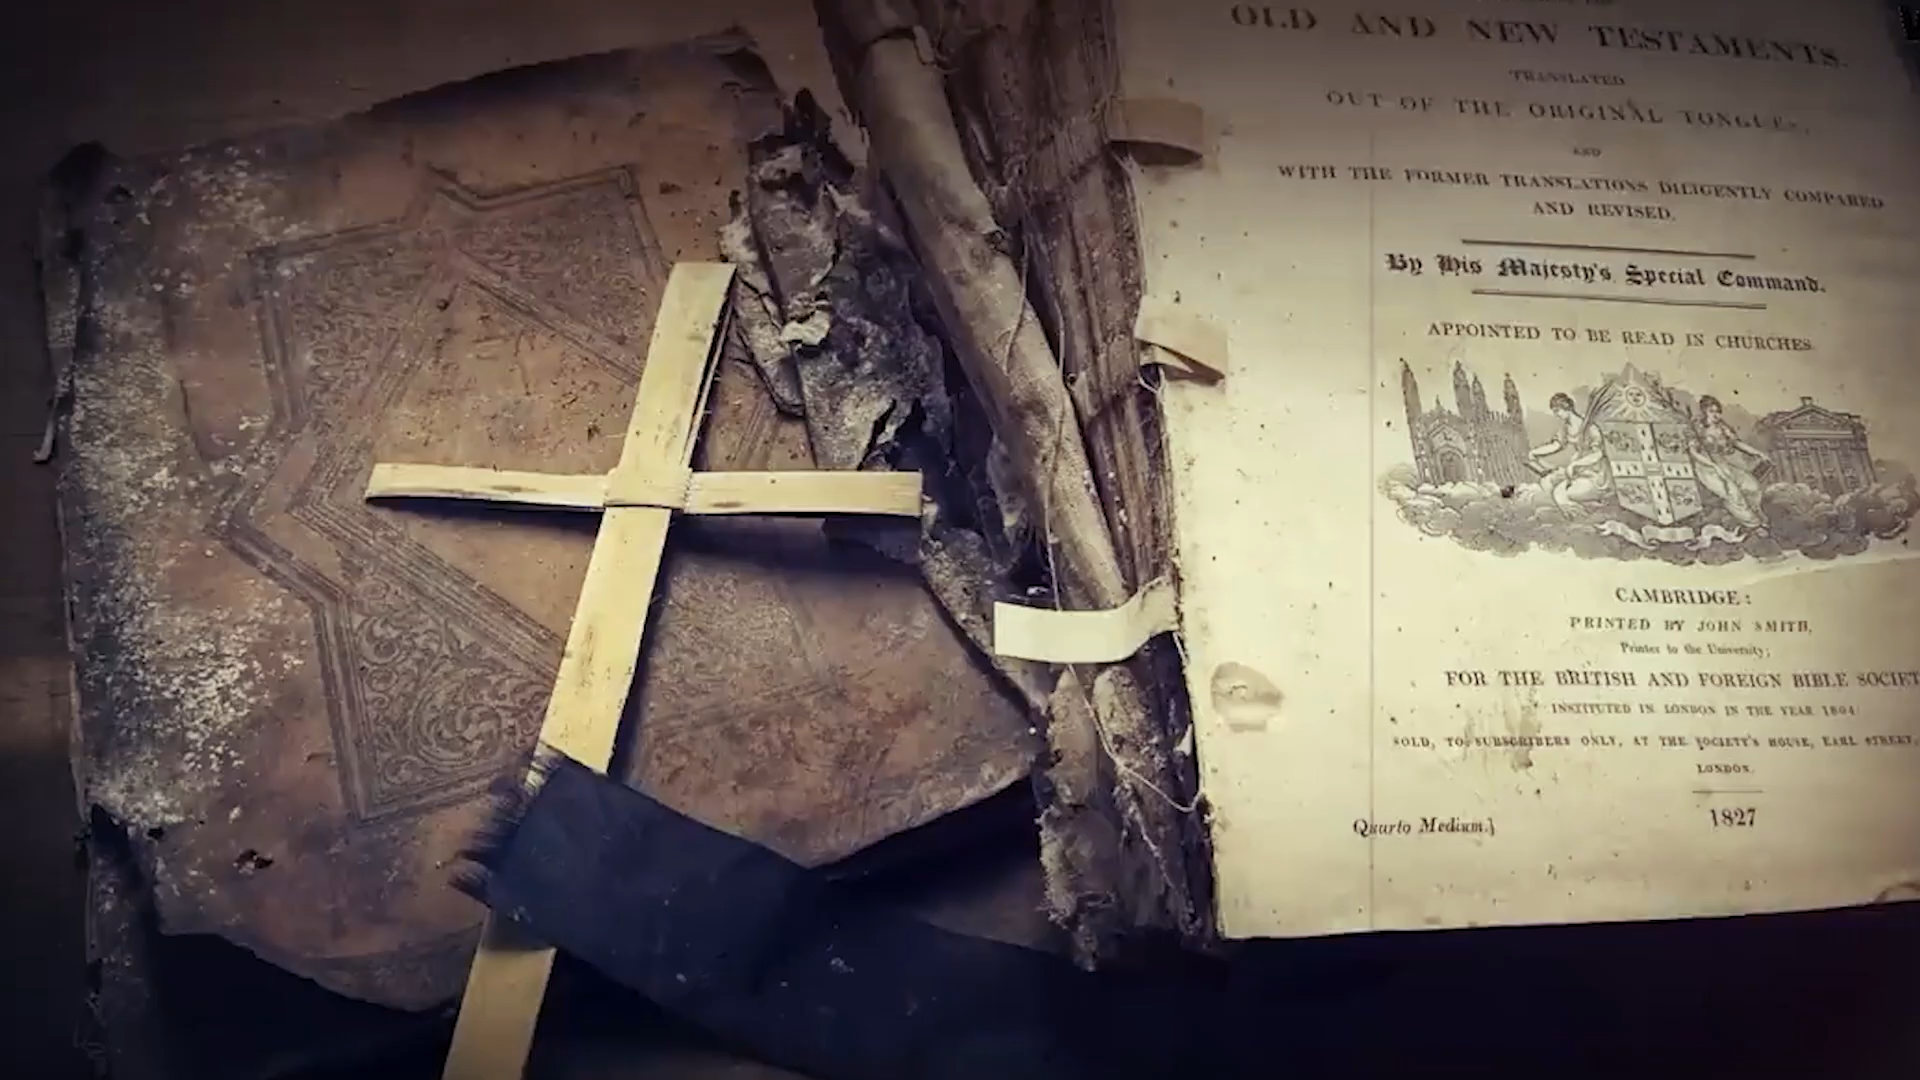 OLD AND NEW TESTAMENTS.
TRANSLATED
OUT OF THE ORIGINAL TONGUES,
AND
WITH THE FORMER TRANSLATIONS DILIGENTLY COMPARED
AND REVISED,
By His Majesty's Special Command.
APPOINTED TO BE READ IN CHURCHES.
CAMBRIDGE:
PRINTED BY JOHN SMITH,
Printer to the University;
FOR THE BRITISH AND FOREIGN BIBLE SOCIET
INSTITUTED IN LONDON IN THE YEAR 1804
SOLD, TO SUBSCRIBERS ONLY, AT THE SOCIETY'S HOUSE, EARL STREET,
LONDON.
1827
Quarto Medium.}